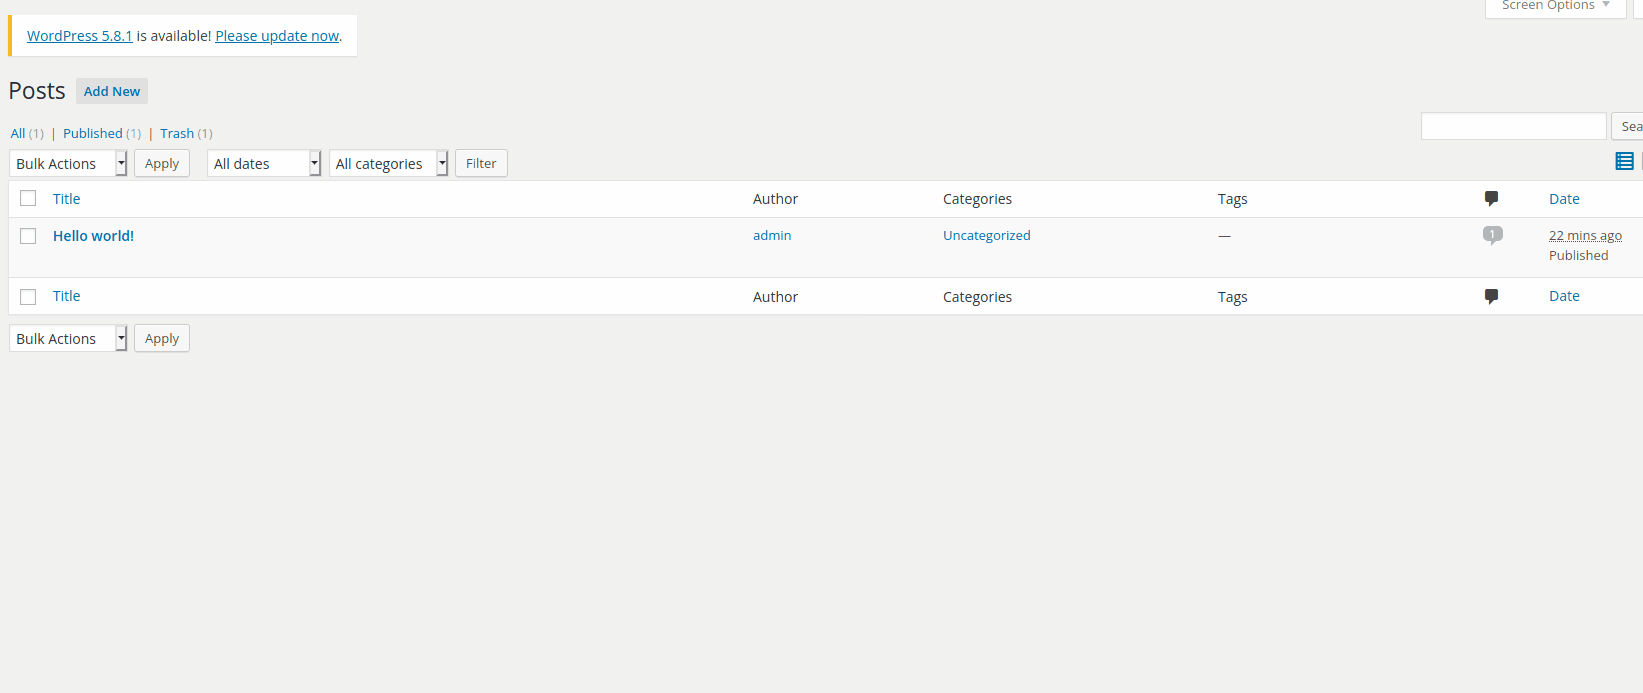 Screen Options
WordPress 5.8.1 is available! Please update now.
Posts Add New
All (1) | Published (1) | Trash (1)
Bulk Actions Apply All dates All categories Filter
Title Author Categories Tags Date
Hello world! admin Uncategorized — 1 22 mins ago
Published
Title Author Categories Tags Date
Bulk Actions Apply